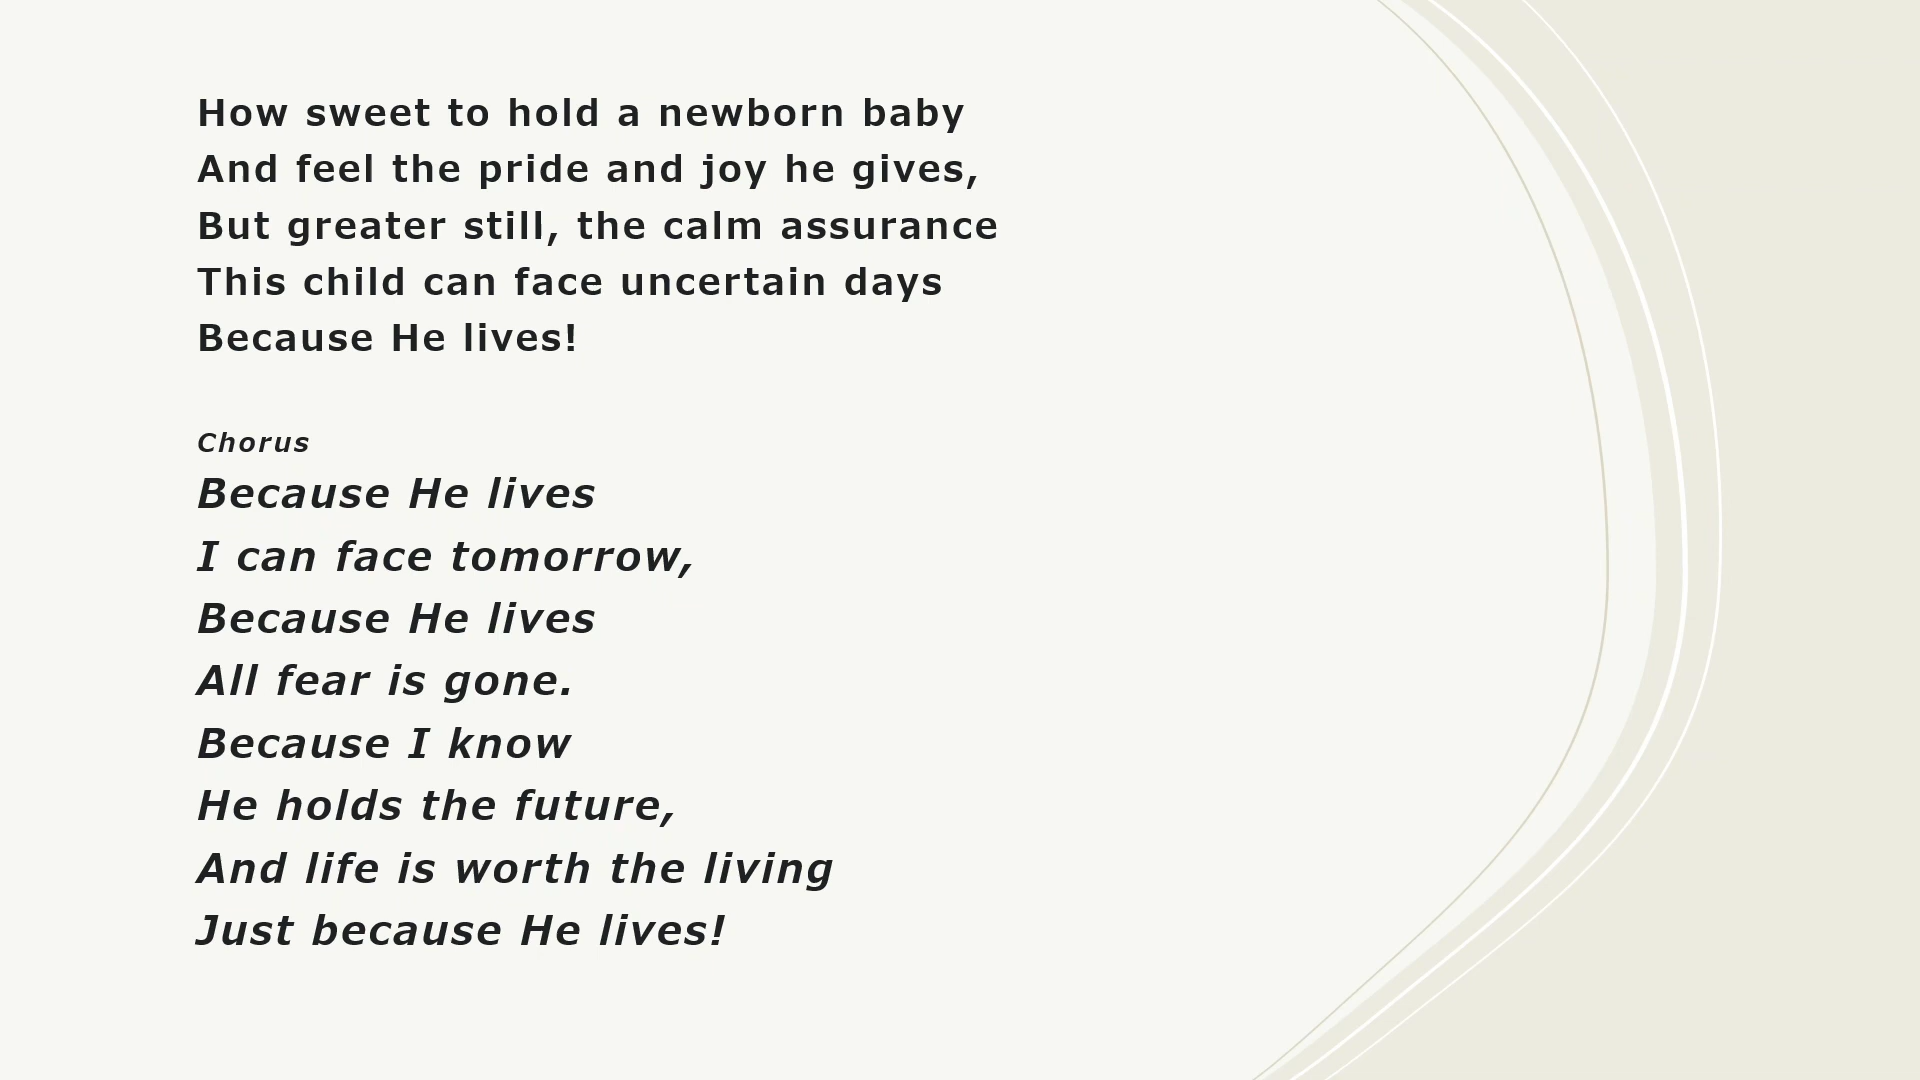 How sweet to hold a newborn baby
And feel the pride and joy he gives,
But greater still, the calm assurance
This child can face uncertain days
Because He lives!
Chorus
Because He lives
I can face tomorrow,
Because He lives
All fear is gone.
Because I know
He holds the future,
And life is worth the living
Just because He lives!